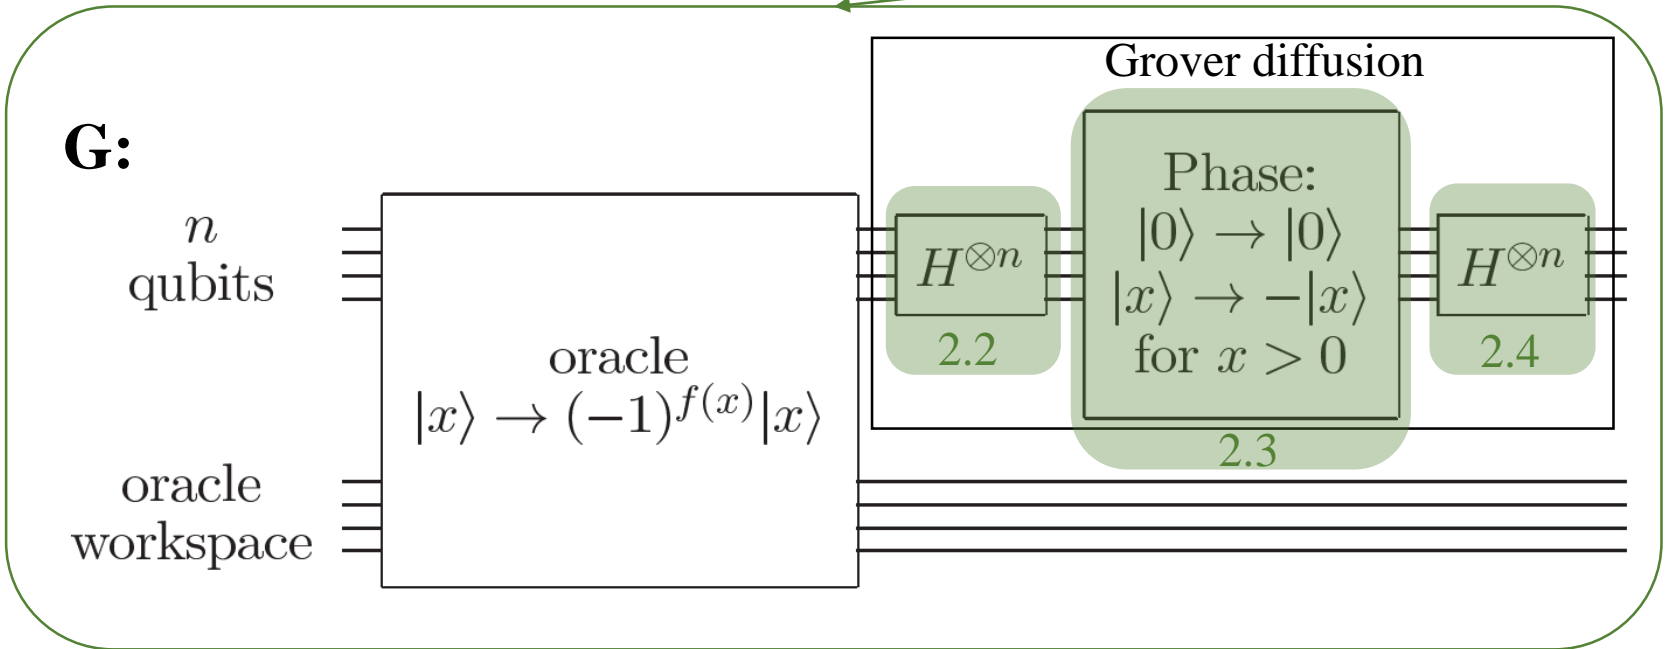 Grover diffusion
G:
n
qubits
oracle
|x⟩ → (−1)^{f(x)}|x⟩
oracle
workspace
H^{⊗n}
2.2
Phase:
|0⟩ → |0⟩
|x⟩ → −|x⟩
for x > 0
2.3
H^{⊗n}
2.4